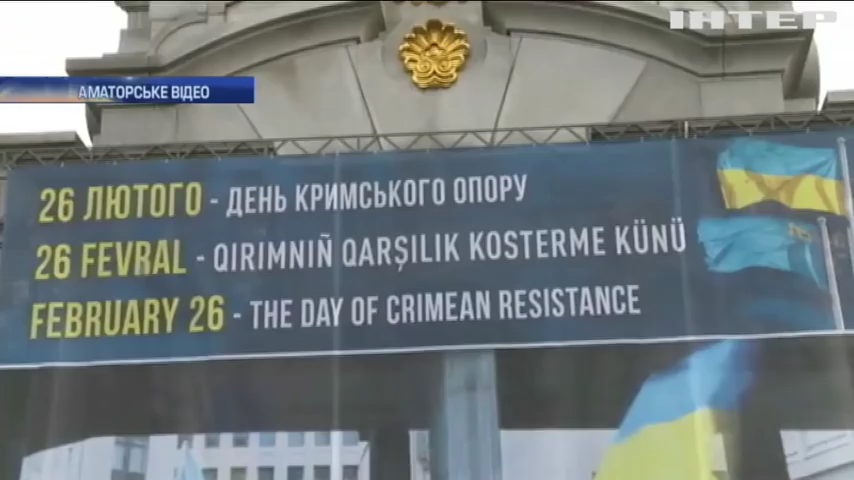 ІНТЕР
АМАТОРСЬКЕ ВІДЕО
26 ЛЮТОГО - ДЕНЬ КРИМСЬКОГО ОПОРУ
26 FEVRAL - QIRIMNIÑ QARŞILIK KOSTERME KÜNÜ
FEBRUARY 26 - THE DAY OF CRIMEAN RESISTANCE